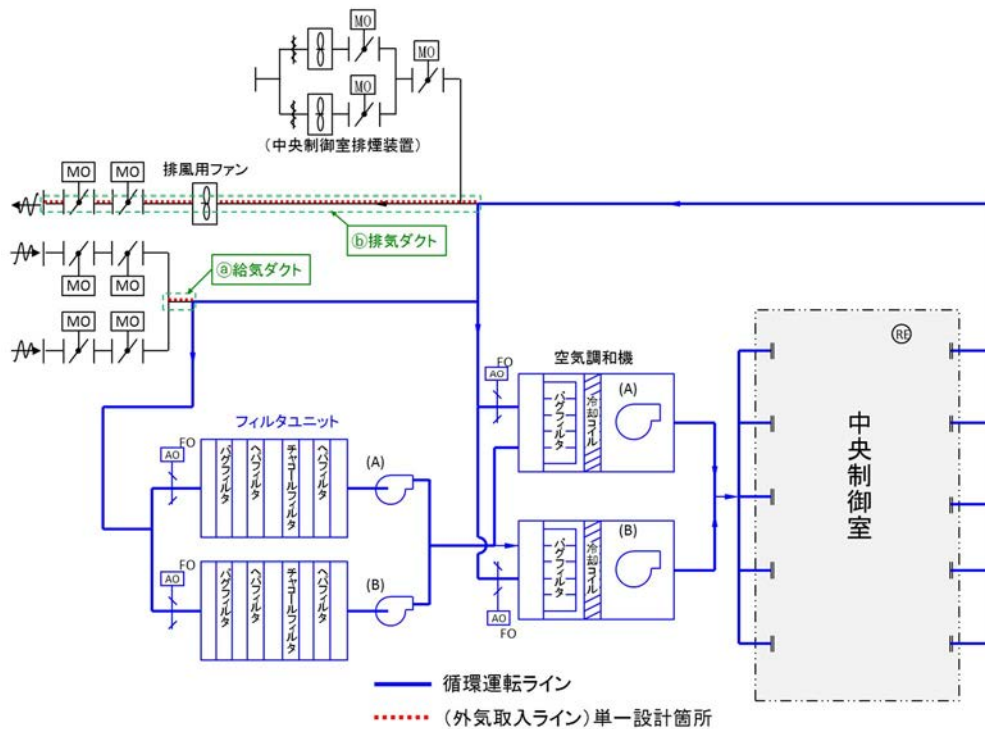 MO
MO
MO
(中央制御室排煙装置)
排風用ファン
MO
MO
ⓑ排気ダクト
ⓐ給気ダクト
MO
MO
MO
MO
RE
空気調和機
FO
AO
バグフィルタ
冷却コイル
(A)
中央制御室
フィルタユニット
FO
AO
バグフィルタ
ヘパフィルタ
チャコールフィルタ
ヘパフィルタ
(A)
バグフィルタ
冷却コイル
(B)
AO
FO
FO
AO
バグフィルタ
ヘパフィルタ
チャコールフィルタ
ヘパフィルタ
(B)
循環運転ライン
(外気取入ライン)単一設計箇所